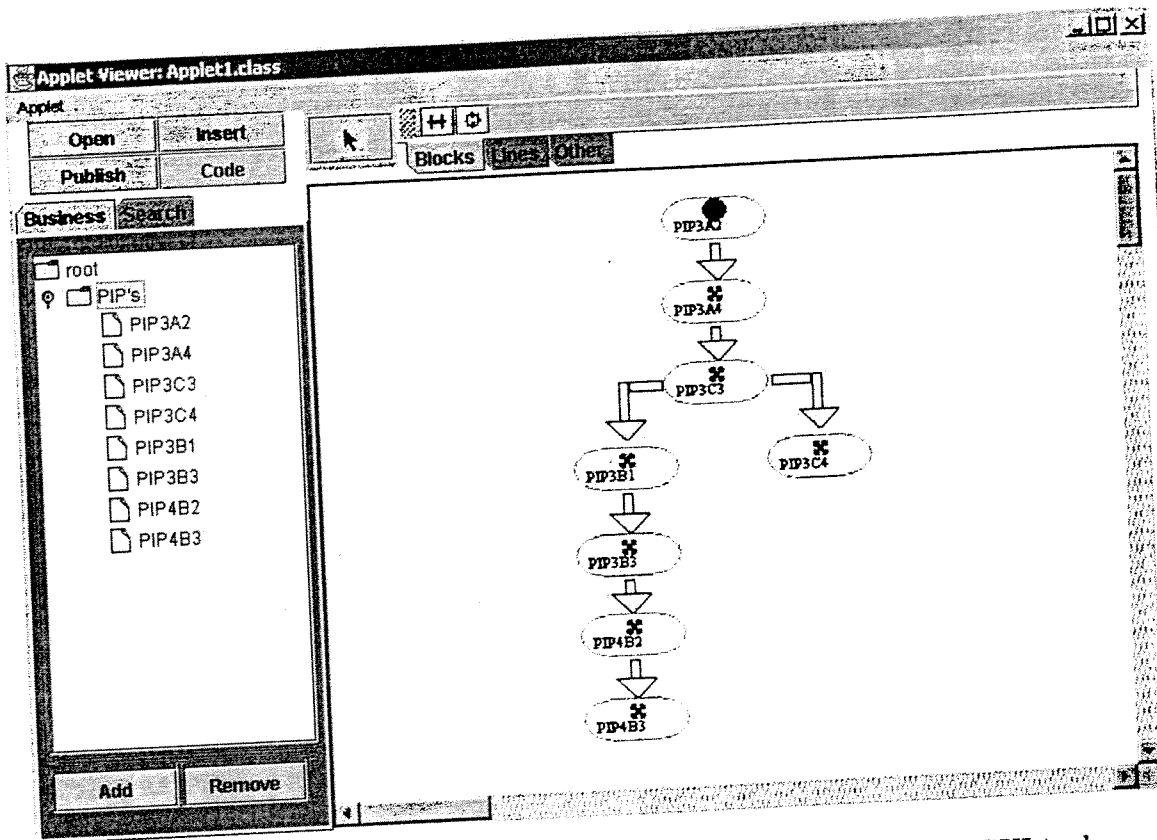 Applet Viewer: Applet1.class
Applet
Open
Insert
Publish
Code
Blocks
Lines
Other
Business
Search
root
PIP's
PIP3A2
PIP3A4
PIP3C3
PIP3C4
PIP3B1
PIP3B3
PIP4B2
PIP4B3
Add
Remove
PIP3A2
PIP3A4
PIP3C3
PIP3B1
PIP3C4
PIP3B3
PIP4B2
PIP4B3